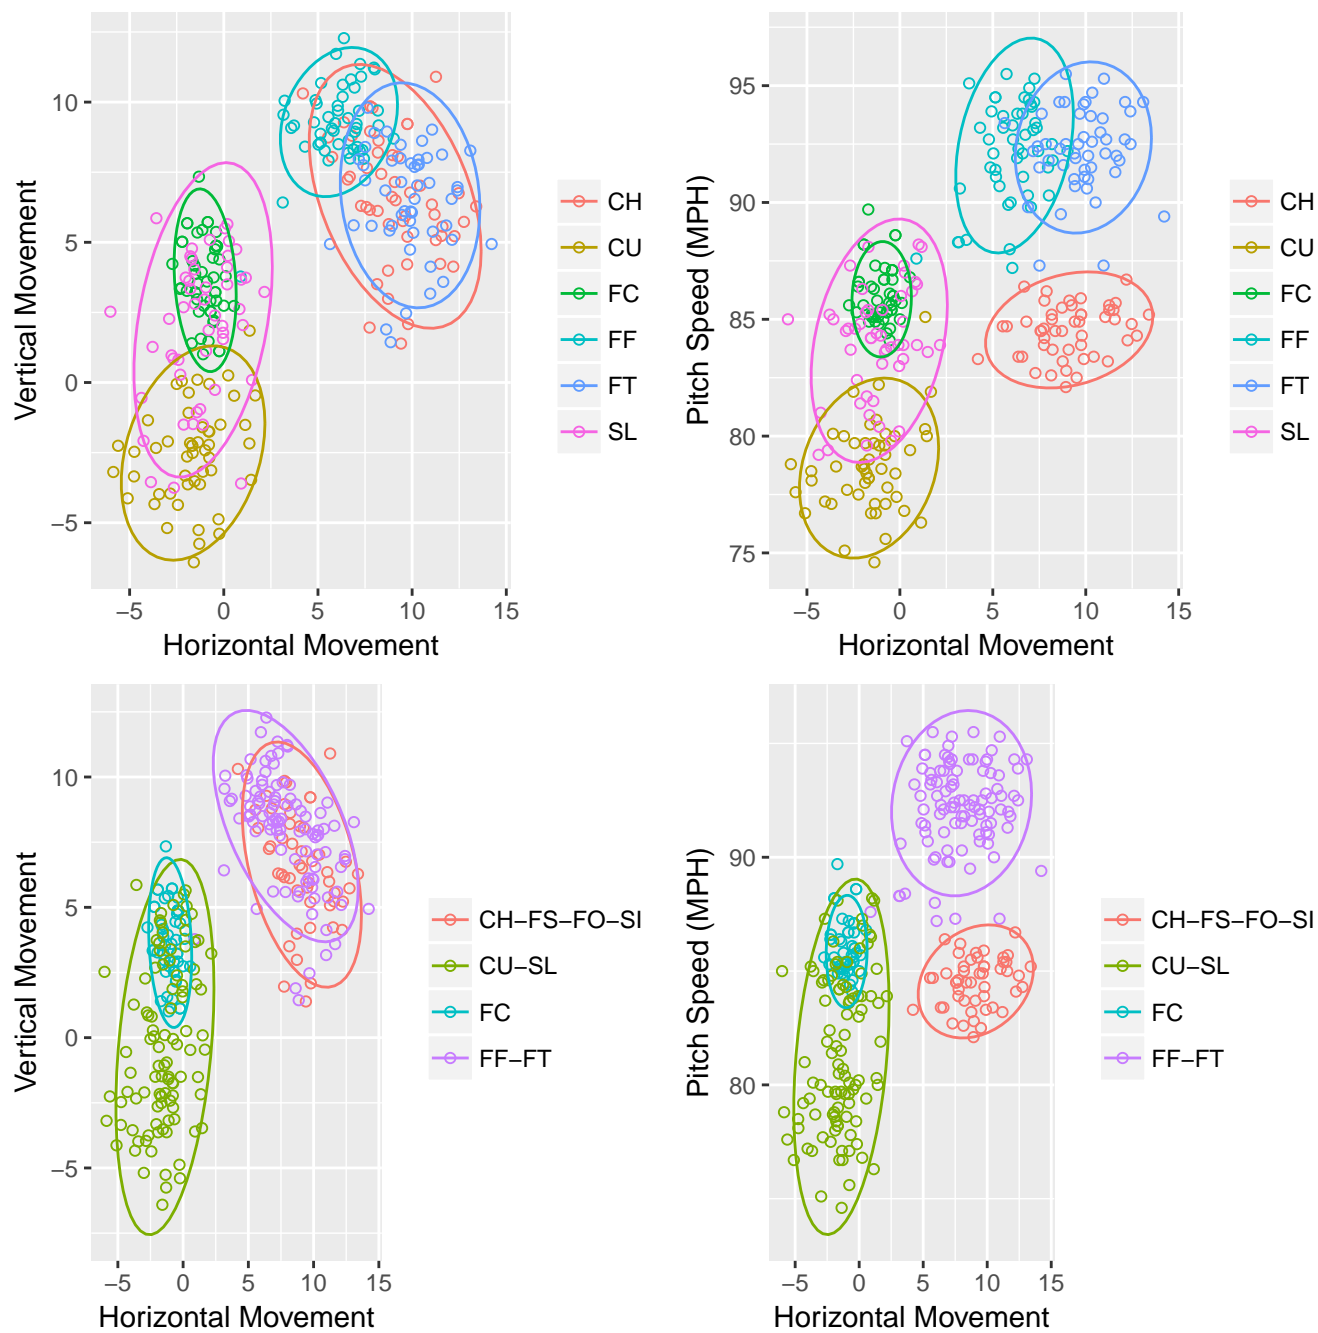 Vertical Movement
10
5
0
−5
−5 0 5 10 15
Horizontal Movement
CH
CU
FC
FF
FT
SL
Pitch Speed (MPH)
95
90
85
80
75
−5 0 5 10 15
Horizontal Movement
CH
CU
FC
FF
FT
SL
Vertical Movement
10
5
0
−5
−5 0 5 10 15
Horizontal Movement
CH−FS−FO−SI
CU−SL
FC
FF−FT
Pitch Speed (MPH)
90
80
−5 0 5 10 15
Horizontal Movement
CH−FS−FO−SI
CU−SL
FC
FF−FT